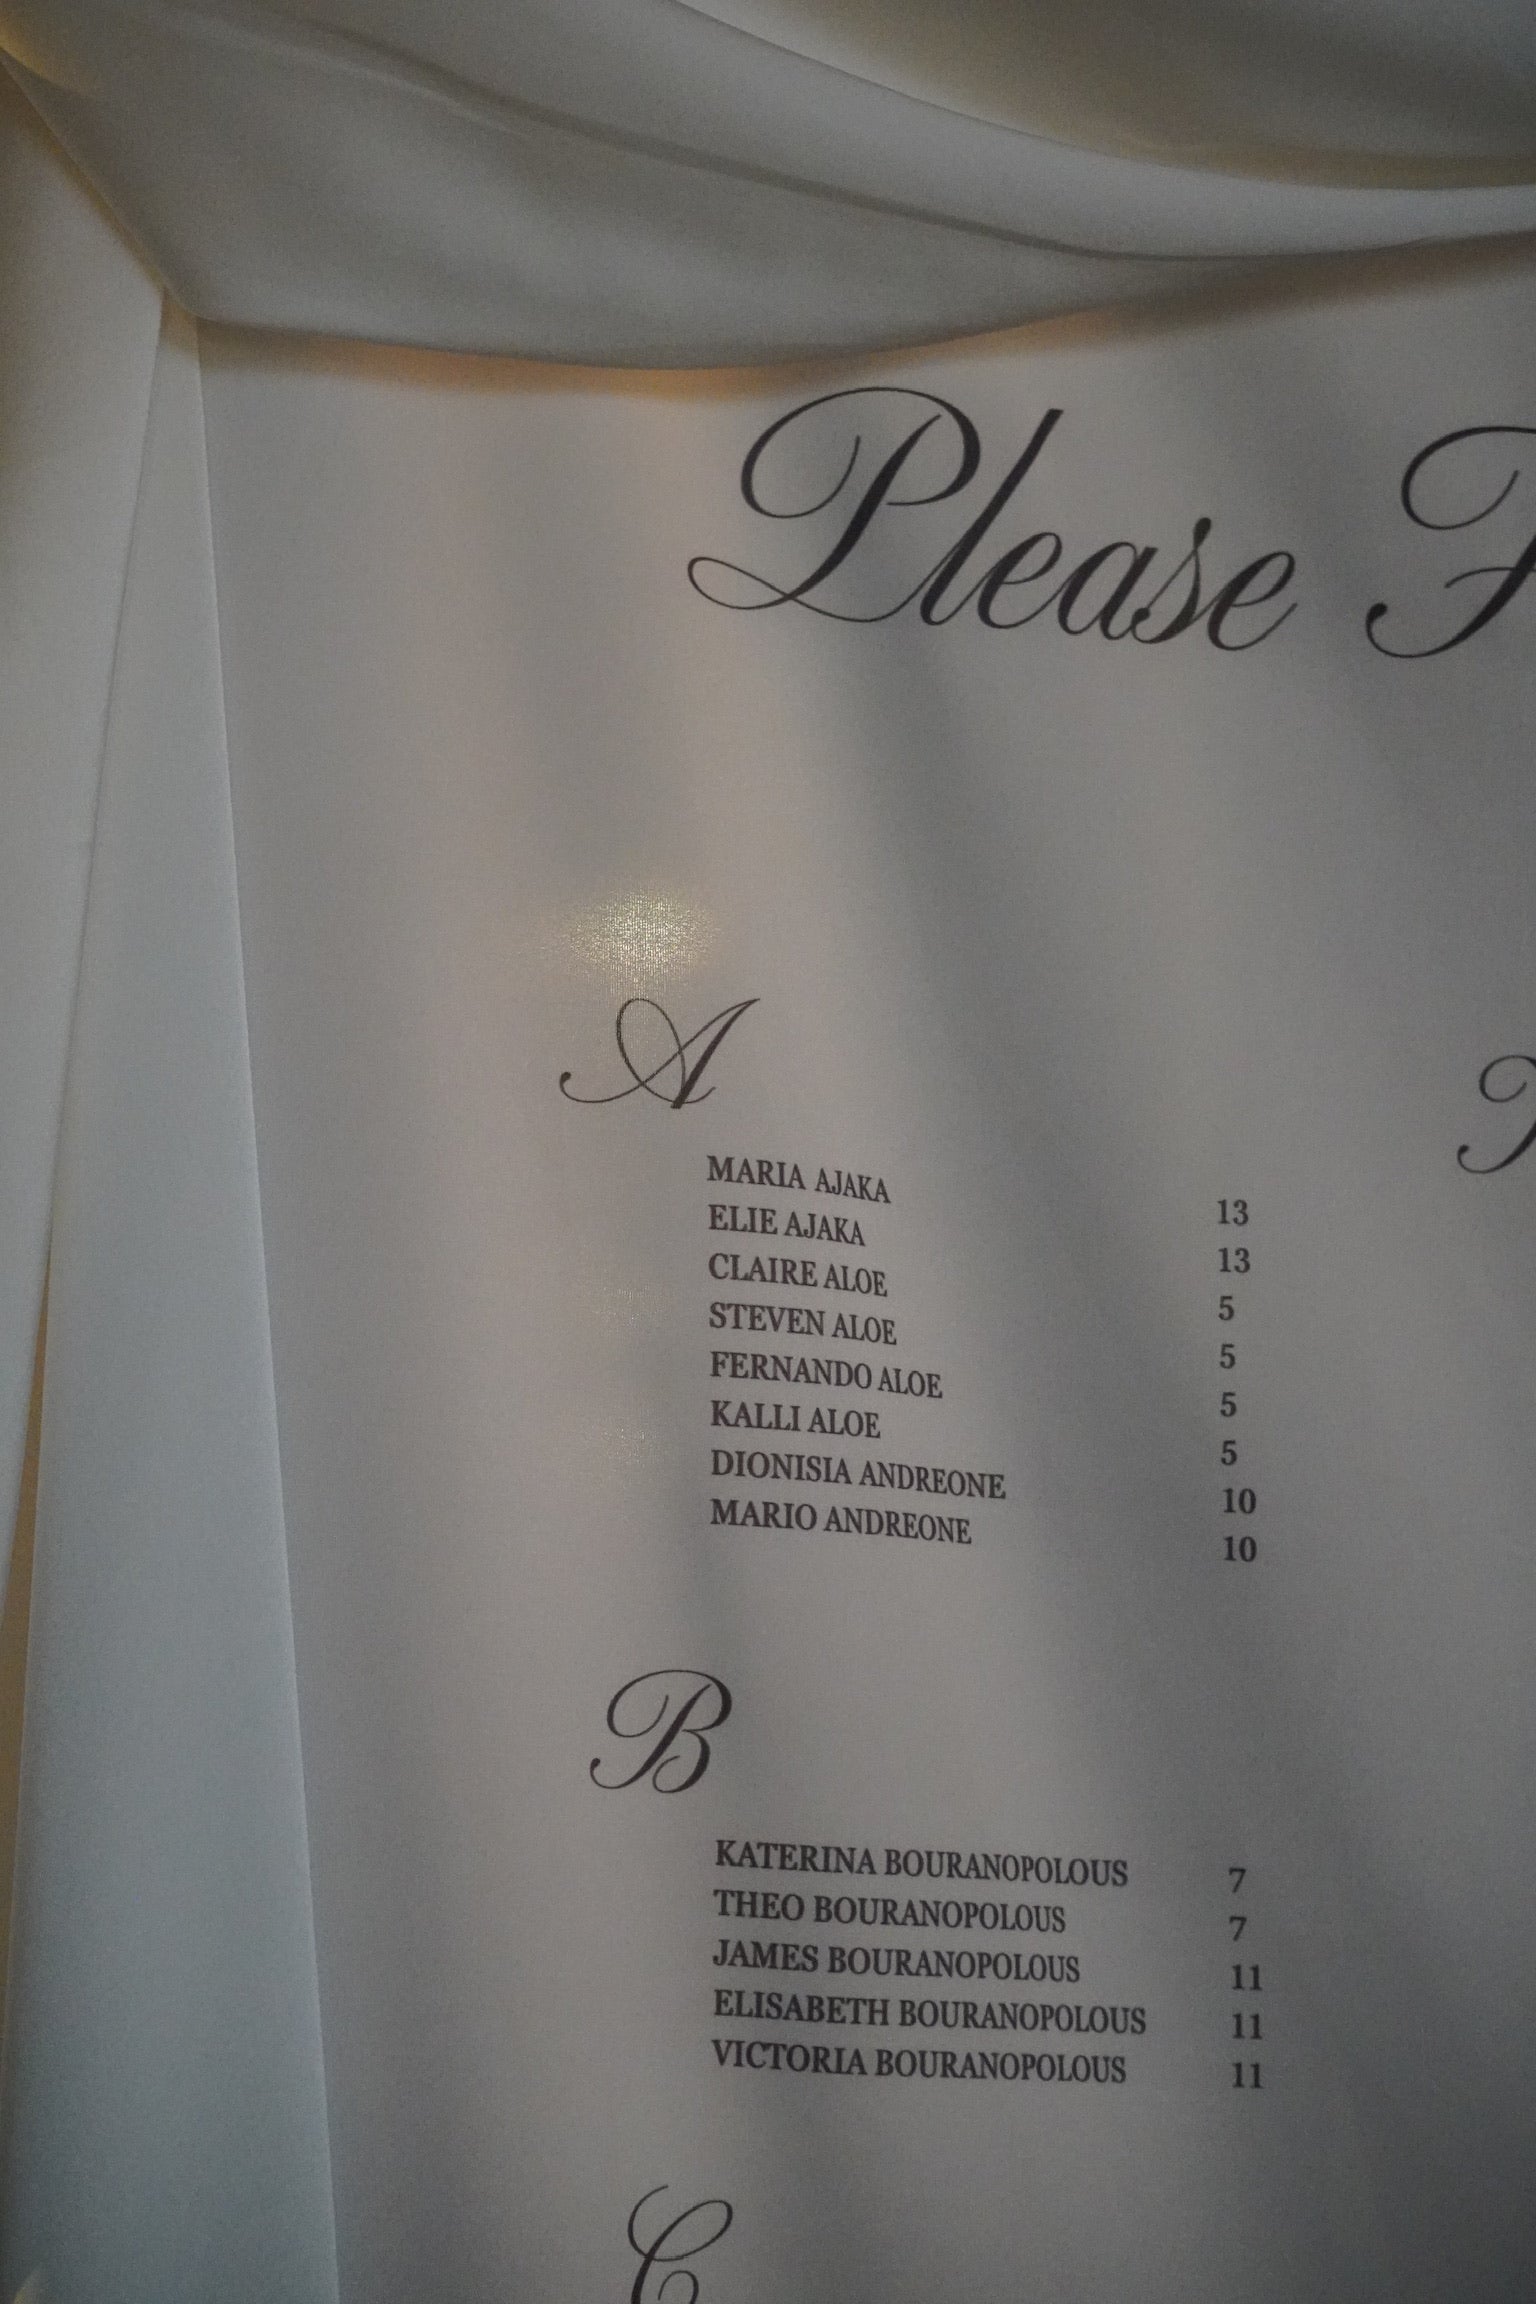 Please F
A
MARIA AJAKA 13
ELIE AJAKA 13
CLAIRE ALOE 5
STEVEN ALOE 5
FERNANDO ALOE 5
KALLI ALOE 5
DIONISIA ANDREONE 10
MARIO ANDREONE 10
B
KATERINA BOURANOPOLOUS 7
THEO BOURANOPOLOUS 7
JAMES BOURANOPOLOUS 11
ELISABETH BOURANOPOLOUS 11
VICTORIA BOURANOPOLOUS 11
C